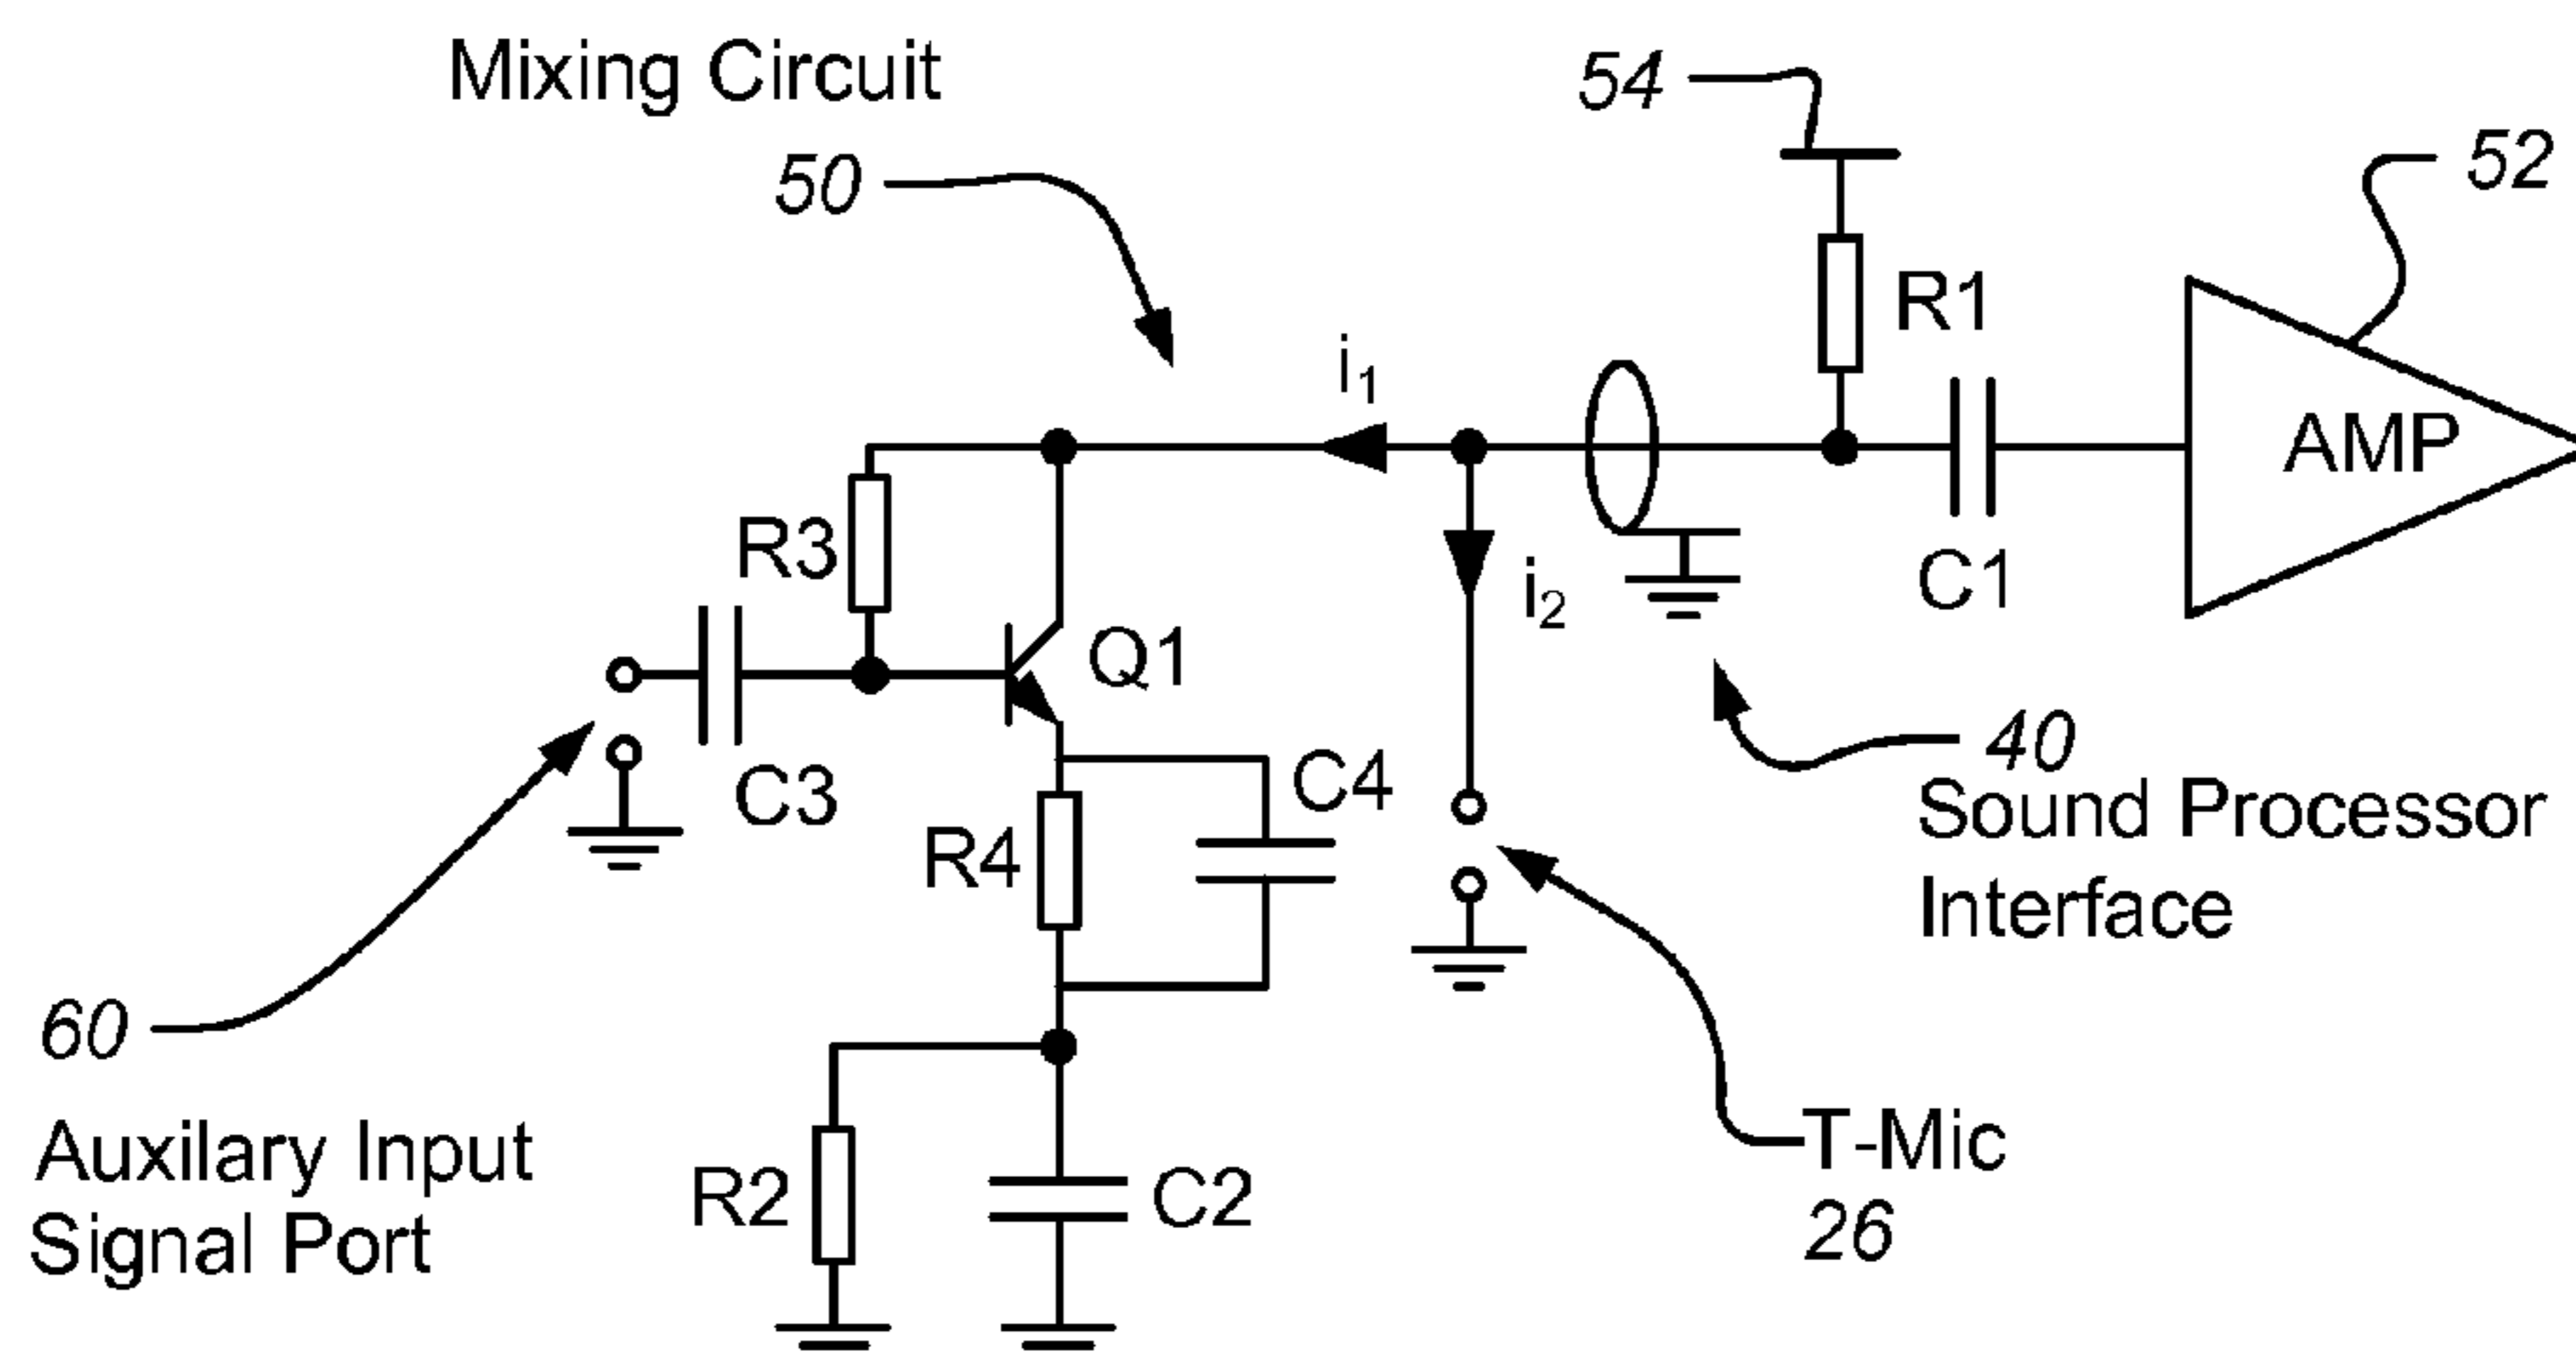 Mixing Circuit
50
54
52
R1
i1
AMP
R3
i2
C1
Q1
C3
C4
R4
40
Sound Processor
Interface
60
Auxilary Input
Signal Port
R2
C2
T-Mic
26